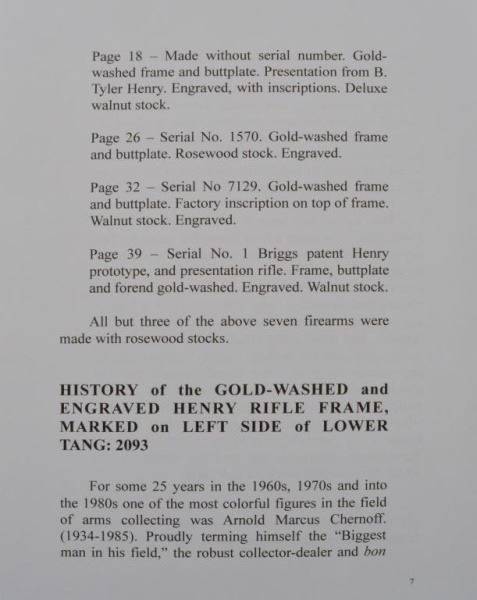 Page 18 – Made without serial number. Gold-
washed frame and buttplate. Presentation from B.
Tyler Henry. Engraved, with inscriptions. Deluxe
walnut stock.
Page 26 – Serial No. 1570. Gold-washed frame
and buttplate. Rosewood stock. Engraved.
Page 32 – Serial No 7129. Gold-washed frame
and buttplate. Factory inscription on top of frame.
Walnut stock. Engraved.
Page 39 – Serial No. 1 Briggs patent Henry
prototype, and presentation rifle. Frame, buttplate
and forend gold-washed. Engraved. Walnut stock.
All but three of the above seven firearms were
made with rosewood stocks.
HISTORY of the GOLD-WASHED and
ENGRAVED HENRY RIFLE FRAME,
MARKED on LEFT SIDE of LOWER
TANG: 2093
For some 25 years in the 1960s, 1970s and into
the 1980s one of the most colorful figures in the field
of arms collecting was Arnold Marcus Chernoff.
(1934-1985). Proudly terming himself the “Biggest
man in his field,” the robust collector-dealer and bon
7